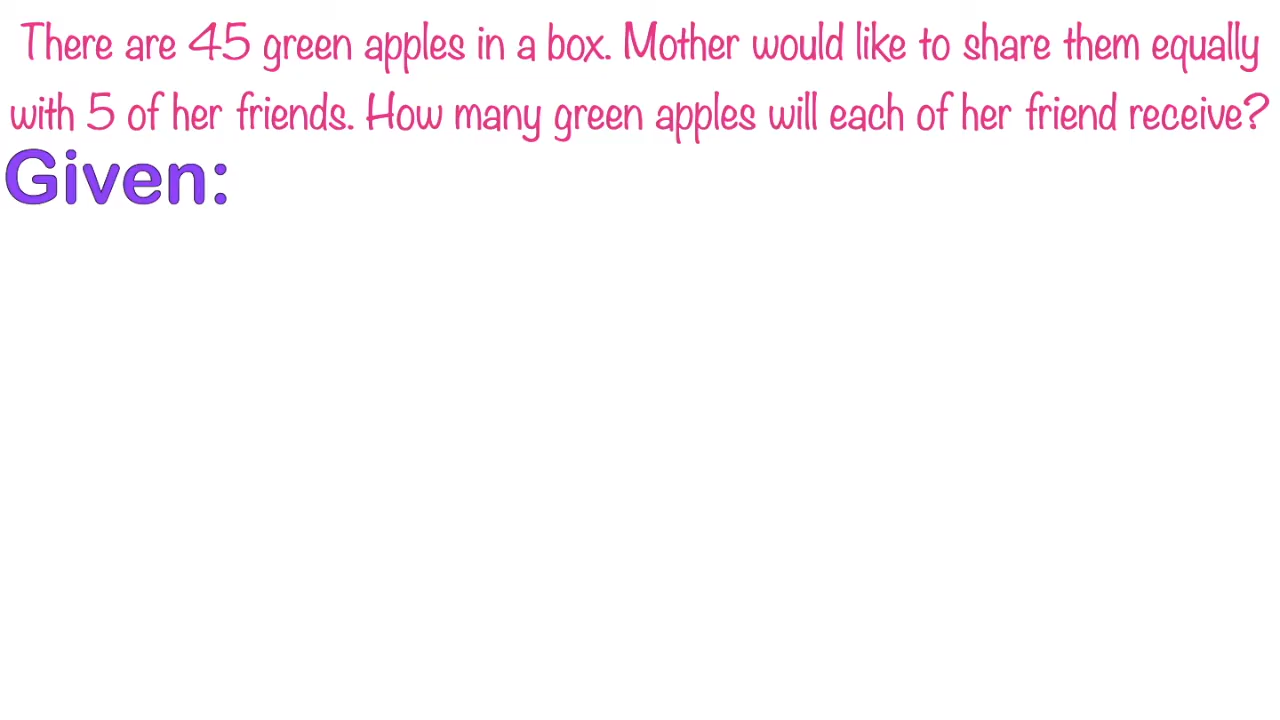 There are 45 green apples in a box. Mother would like to share them equally
with 5 of her friends. How many green apples will each of her friend receive?
Given: